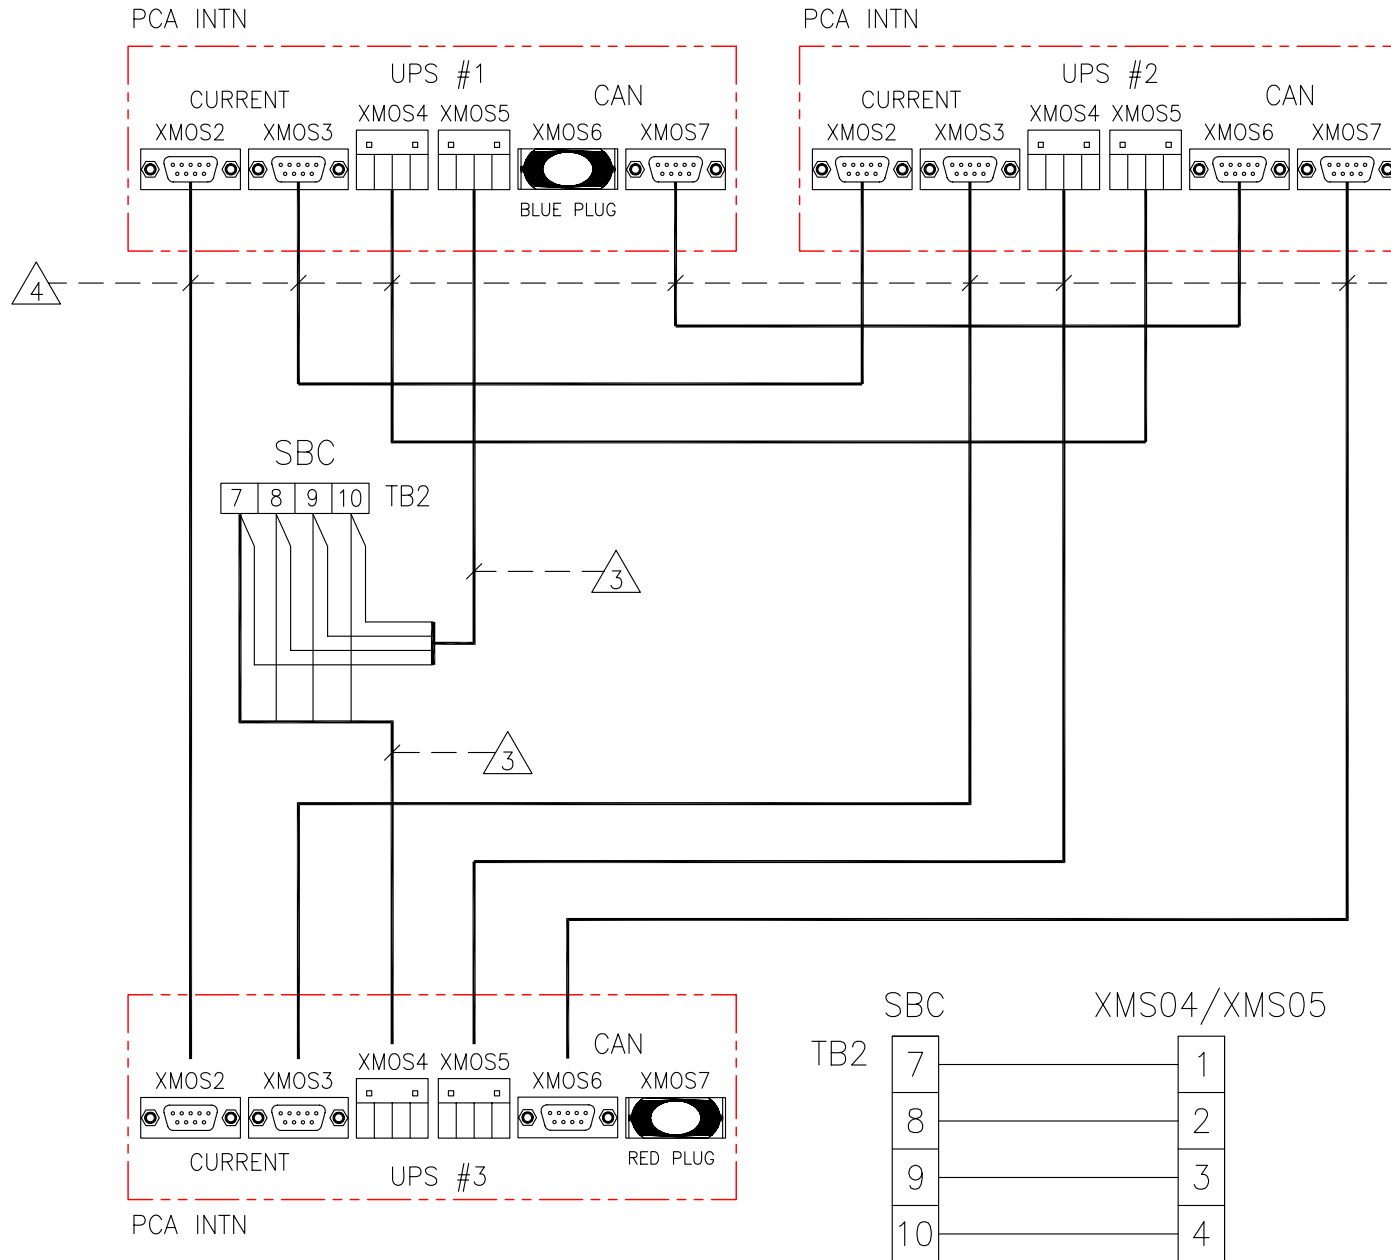 PCA INTN
PCA INTN
UPS #1
UPS #2
CURRENT
CAN
CURRENT
CAN
XMOS2 XMOS3 XMOS4 XMOS5 XMOS6 XMOS7
XMOS2 XMOS3 XMOS4 XMOS5 XMOS6 XMOS7
BLUE PLUG
4
SBC
7 8 9 10 TB2
3
3
SBC XMS04/XMS05
TB2
7 1
8 2
9 3
10 4
CAN
XMOS2 XMOS3 XMOS4 XMOS5 XMOS6 XMOS7
CURRENT
UPS #3
RED PLUG
PCA INTN